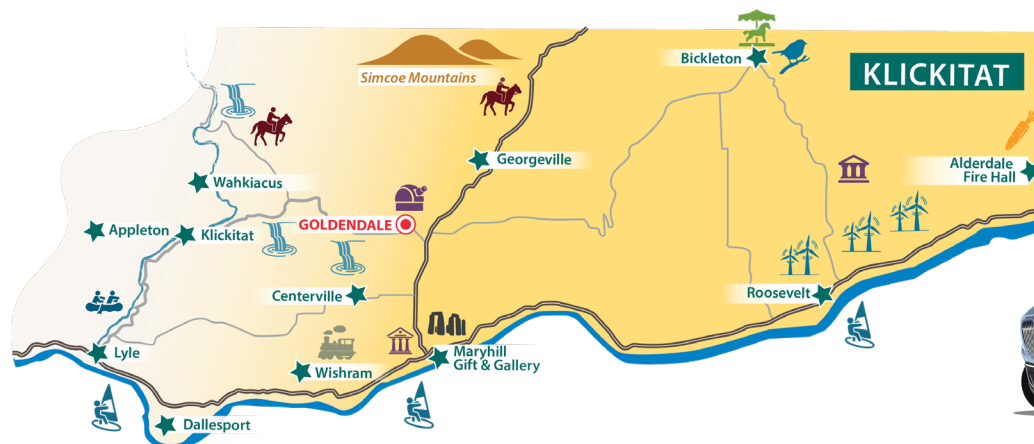 Bickleton
KLICKITAT
Simcoe Mountains
Georgeville
Alderdale
Fire Hall
Wahkiacus
GOLDENDALE
Appleton
Klickitat
Centerville
Roosevelt
Lyle
Maryhill
Gift & Gallery
Wishram
Dallesport